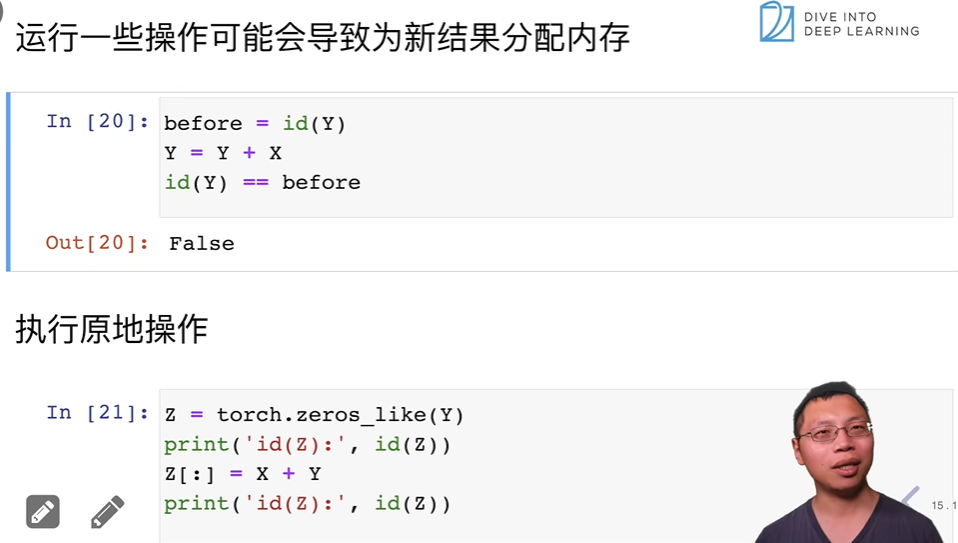 运行一些操作可能会导致为新结果分配内存
DIVE INTO
DEEP LEARNING
In [20]: before = id(Y)
Y = Y + X
id(Y) == before
Out[20]: False
执行原地操作
In [21]: Z = torch.zeros_like(Y)
print('id(Z):', id(Z))
Z[:] = X + Y
print('id(Z):', id(Z))
15.1